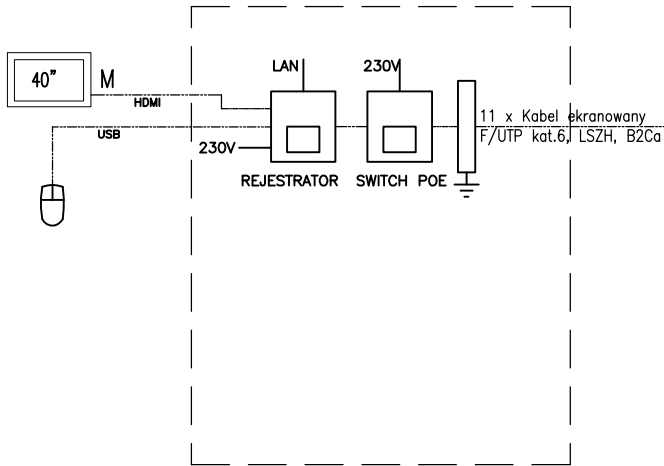 40"
M
HDMI
USB
LAN
230V
230V
REJESTRATOR
SWITCH POE
11 x Kabel ekranowany
F/UTP kat.6, LSZH, B2Ca